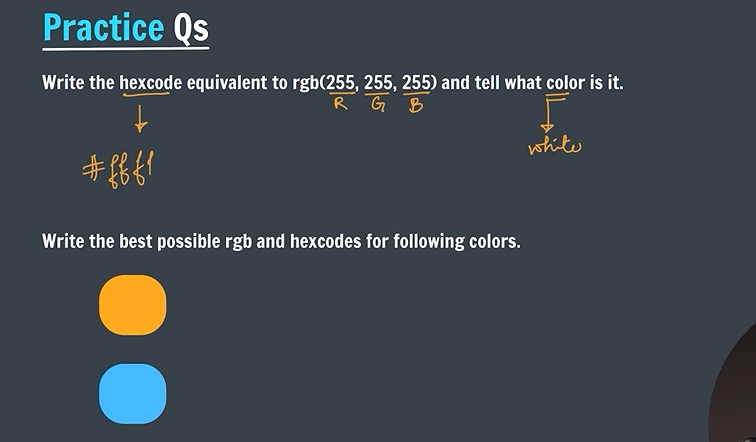 Practice Qs
Write the hexcode equivalent to rgb(255, 255, 255) and tell what color is it.
R G B
white
#ffff
Write the best possible rgb and hexcodes for following colors.